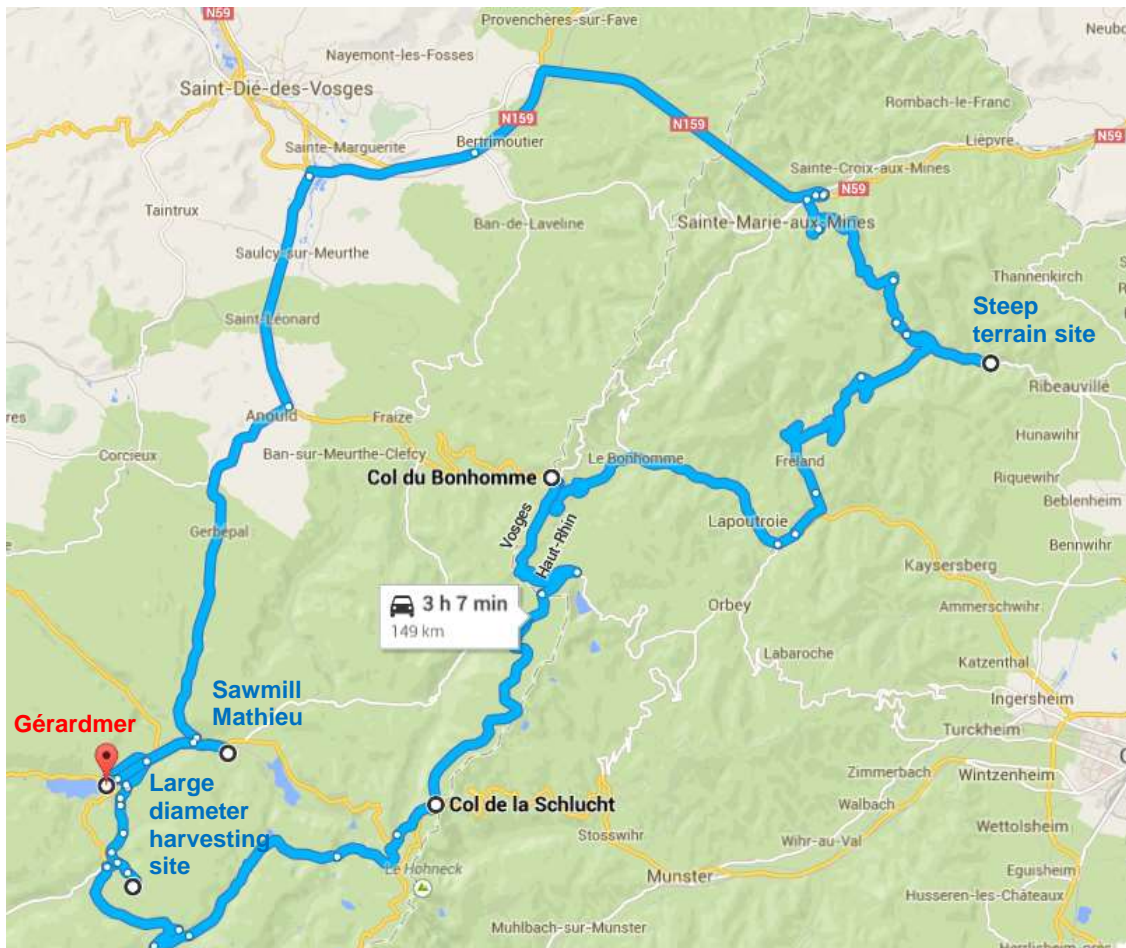 N59
Provenchères-sur-Fave
Neubo
Nayemont-les-Fosses
Saint-Dié-des-Vosges
Rombach-le-Franc
N159
N159
N59
Sainte-Marguerite
Bertrimoutier
Lièpvre
Sainte-Croix-aux-Mines
N59
Taintrux
Ban-de-Laveline
Sainte-Marie-aux-Mines
Saulcy-sur-Meurthe
Thannenkirch
Saint-Léonard
Steep
terrain site
Ribeauvillé
Anould
Fraize
res
Corcieux
Ban-sur-Meurthe-Clefcy
Le Bonhomme
Freland
Hunawihr
Col du Bonhomme
Riquewihr
Beblenheim
Vosges
Haut-Rhin
Lapoutroie
Gerbépal
Bennwihr
Kaysersberg
3 h 7 min
149 km
Orbey
Ammerschwihr
Labaroche
Katzenthal
Sawmill
Mathieu
Ingersheim
Gérardmer
Turckheim
Zimmerbach
Wintzenheim
Large
diameter
harvesting
site
Col de la Schlucht
Stosswihr
Walbach
Wihr-au-Val
Wettolsheim
Le Hohneck
Munster
Eguisheim
Husseren-les-Châteaux
Muhlbach-sur-Munster